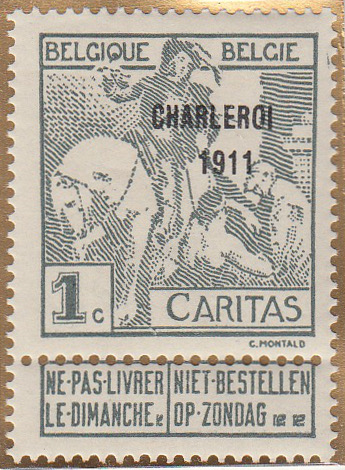 BELGIQUE BELGIE
CHARLEROI
1911
1c
CARITAS
C. MONTALD
NE-PAS-LIVRER
LE-DIMANCHE
NIET-BESTELLEN
OP-ZONDAG